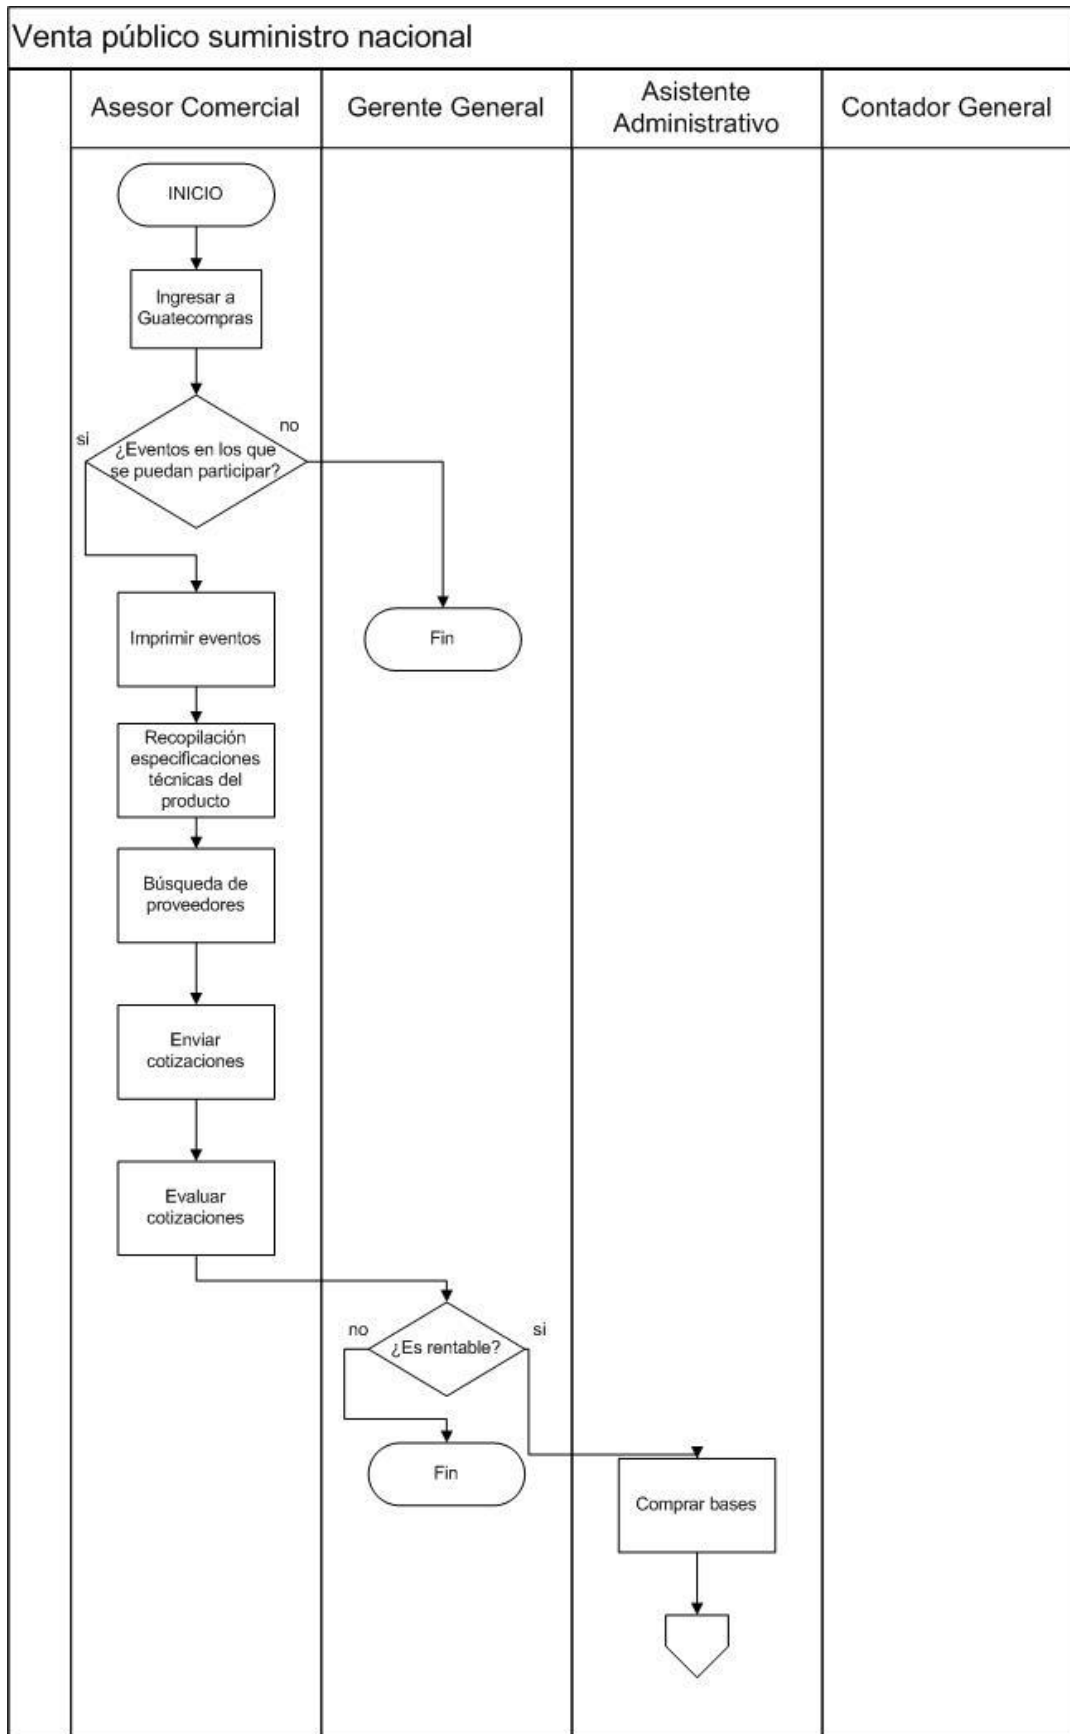 Venta público suministro nacional
Asesor Comercial
Gerente General
Asistente
Administrativo
Contador General
INICIO
Ingresar a
Guatecompras
si
no
¿Eventos en los que
se puedan participar?
Imprimir eventos
Fin
Recopilación
especificaciones
técnicas del
producto
Búsqueda de
proveedores
Enviar
cotizaciones
Evaluar
cotizaciones
no
¿Es rentable?
si
Fin
Comprar bases